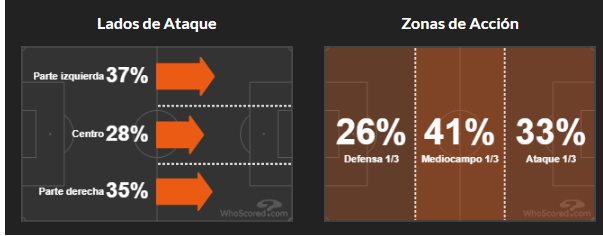 Lados de Ataque
Parte izquierda 37%
Centro 28%
Parte derecha 35%
WhoScored.com
Zonas de Acción
26% 41% 33%
Defensa 1/3 Mediocampo 1/3 Ataque 1/3
WhoScored.com